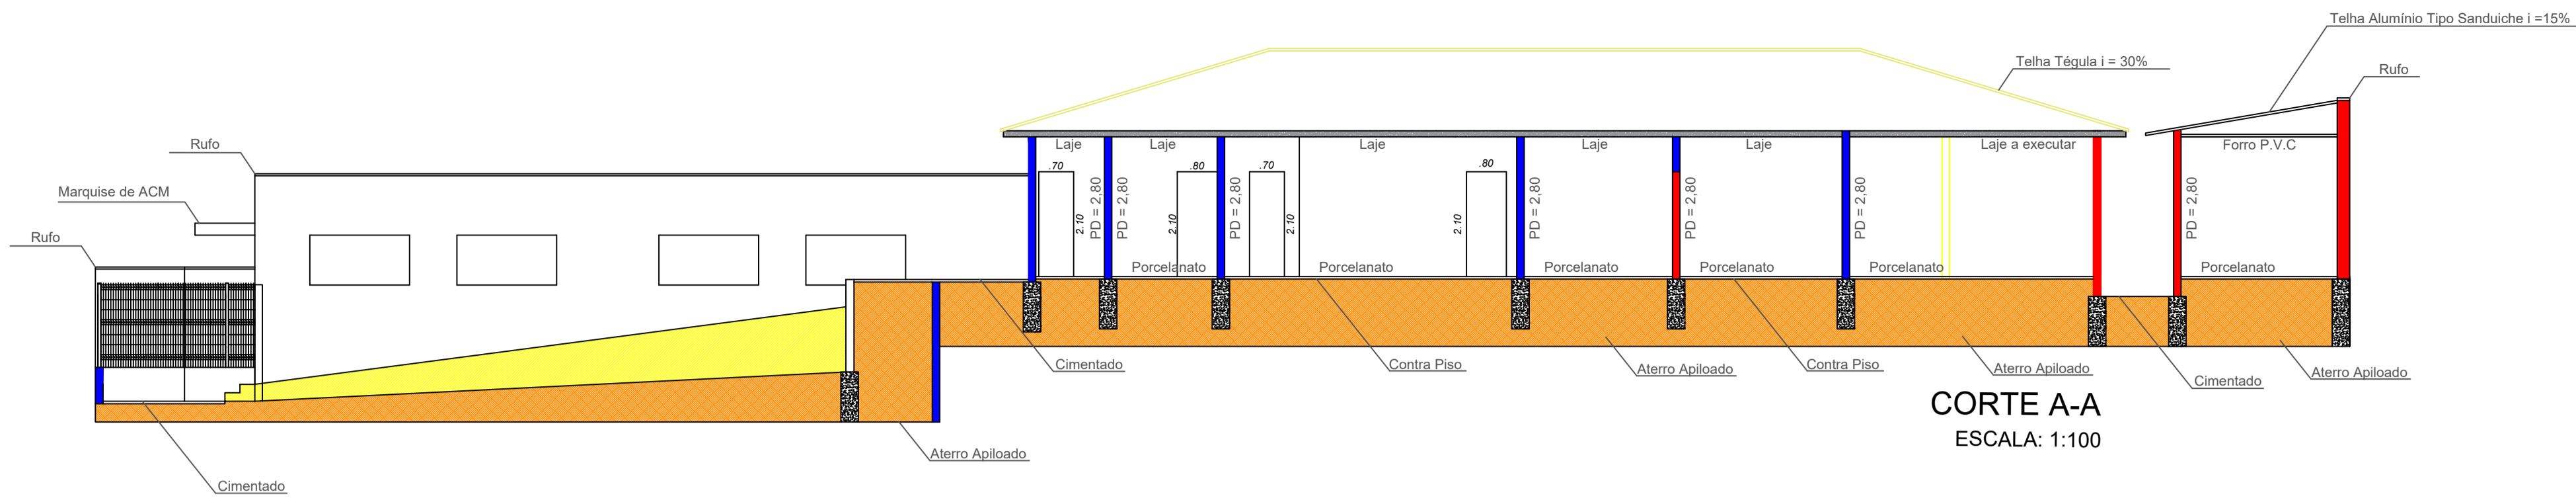 Telha Alumínio Tipo Sanduiche i =15%
Telha Tégula i = 30%
Rufo
Rufo
Marquise de ACM
Rufo
Laje
Laje
Laje
Laje
Laje
Laje a executar
Forro P.V.C
.70
.80
.70
.80
2.10
PD = 2,80
PD = 2,80
2.10
PD = 2,80
2.10
2.10
PD = 2,80
PD = 2,80
PD = 2,80
PD = 2,80
Porcelanato
Porcelanato
Porcelanato
Porcelanato
Porcelanato
Porcelanato
Cimentado
Contra Piso
Aterro Apiloado
Contra Piso
Aterro Apiloado
Cimentado
Aterro Apiloado
CORTE A-A
ESCALA: 1:100
Aterro Apiloado
Cimentado